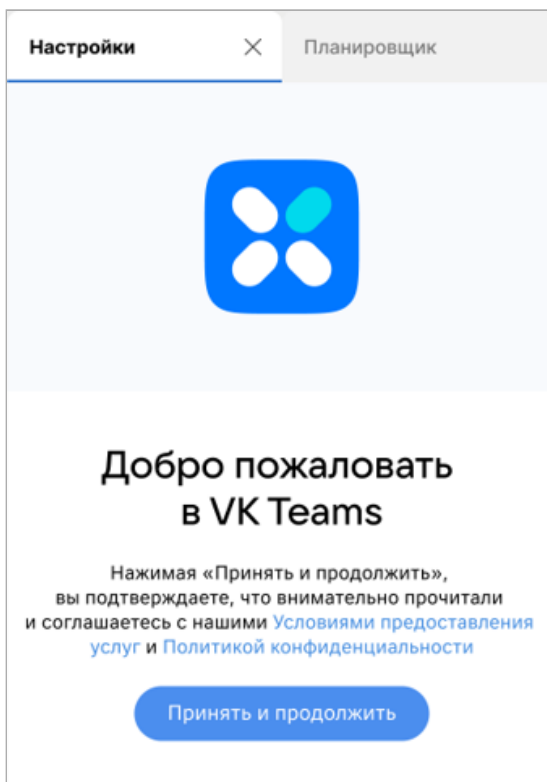 Настройки
Планировщик
Добро пожаловать
в VK Teams
Нажимая «Принять и продолжить»,
вы подтверждаете, что внимательно прочитали
и соглашаетесь с нашими Условиями предоставления
услуг и Политикой конфиденциальности
Принять и продолжить